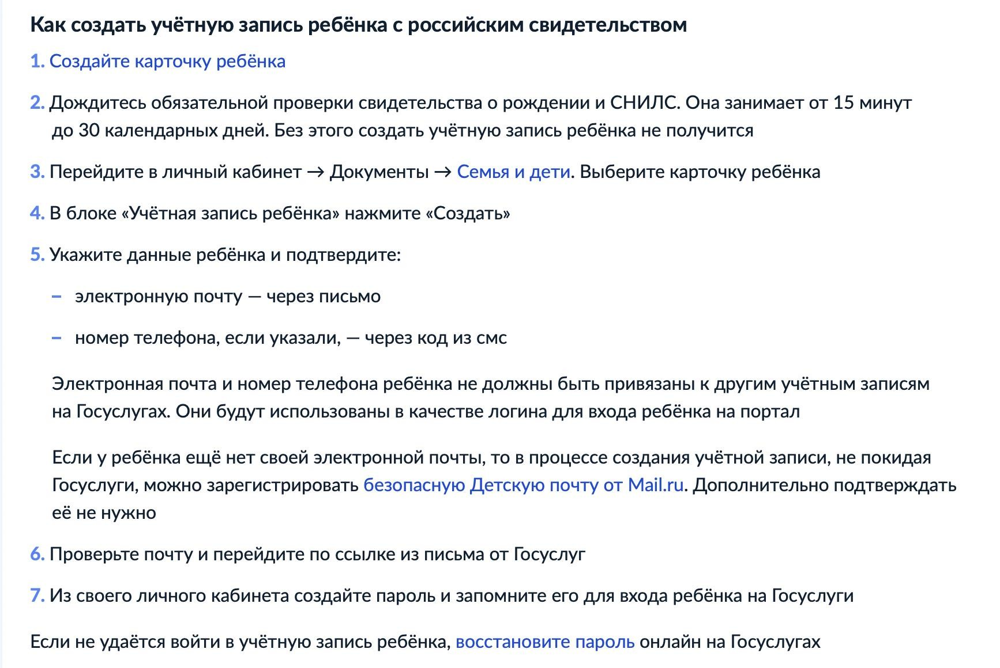 Как создать учётную запись ребёнка с российским свидетельством
1. Создайте карточку ребёнка
2. Дождитесь обязательной проверки свидетельства о рождении и СНИЛС. Она занимает от 15 минут
до 30 календарных дней. Без этого создать учётную запись ребёнка не получится
3. Перейдите в личный кабинет → Документы → Семья и дети. Выберите карточку ребёнка
4. В блоке «Учётная запись ребёнка» нажмите «Создать»
5. Укажите данные ребёнка и подтвердите:
– электронную почту — через письмо
– номер телефона, если указали, — через код из смс
Электронная почта и номер телефона ребёнка не должны быть привязаны к другим учётным записям
на Госуслугах. Они будут использованы в качестве логина для входа ребёнка на портал
Если у ребёнка ещё нет своей электронной почты, то в процессе создания учётной записи, не покидая
Госуслуги, можно зарегистрировать безопасную Детскую почту от Mail.ru. Дополнительно подтверждать
её не нужно
6. Проверьте почту и перейдите по ссылке из письма от Госуслуг
7. Из своего личного кабинета создайте пароль и запомните его для входа ребёнка на Госуслуги
Если не удаётся войти в учётную запись ребёнка, восстановите пароль онлайн на Госуслугах